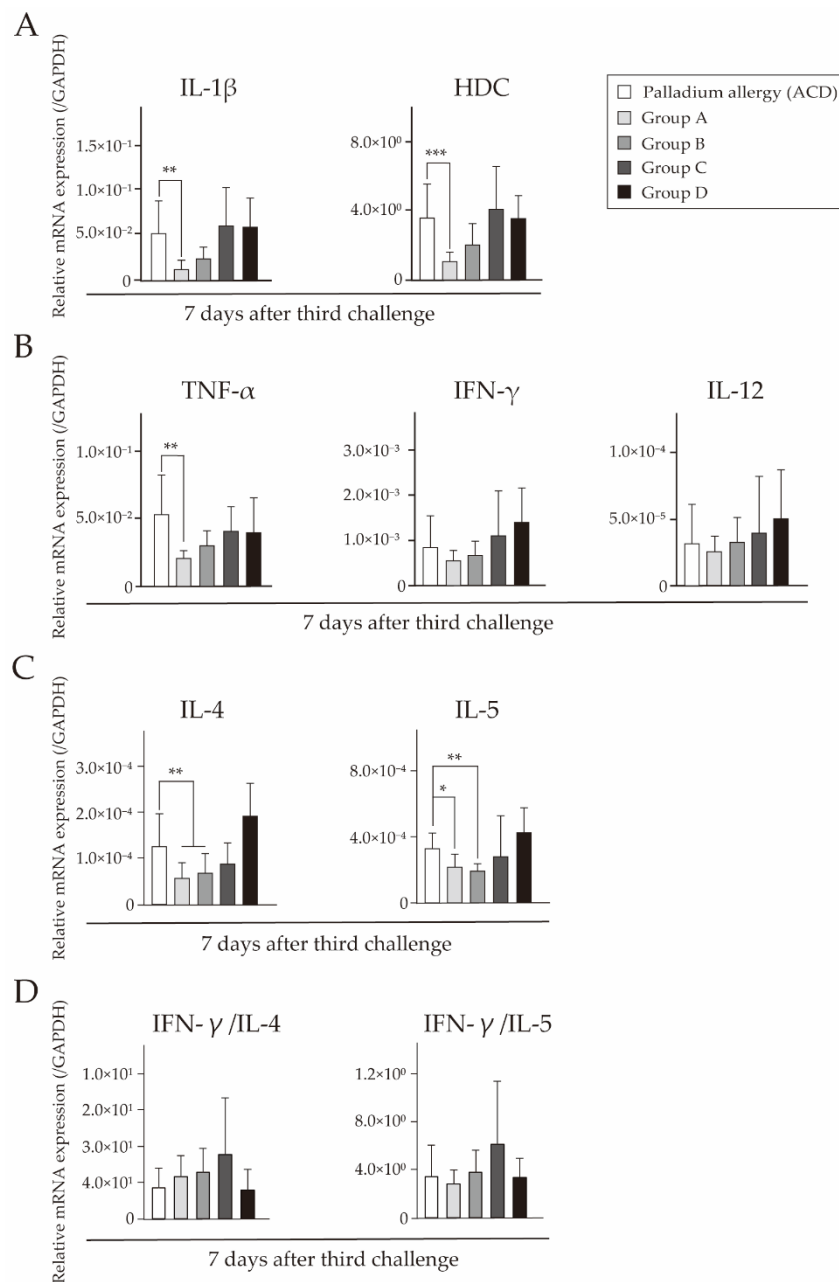 A
Relative mRNA expression (/GAPDH)
IL-1β
1.5×10⁻¹
1.0×10⁻¹
5.0×10⁻²
0
**
HDC
8.0×10⁰
4.0×10⁰
0
***
Palladium allergy (ACD)
Group A
Group B
Group C
Group D
7 days after third challenge
B
Relative mRNA expression (/GAPDH)
TNF-α
1.0×10⁻¹
5.0×10⁻²
0
**
IFN-γ
3.0×10⁻³
2.0×10⁻³
1.0×10⁻³
0
IL-12
1.0×10⁻⁴
5.0×10⁻⁵
0
7 days after third challenge
C
Relative mRNA expression (/GAPDH)
IL-4
3.0×10⁻⁴
2.0×10⁻⁴
1.0×10⁻⁴
0
**
IL-5
8.0×10⁻⁴
4.0×10⁻⁴
0
**
*
7 days after third challenge
D
Relative mRNA expression (/GAPDH)
IFN-γ/IL-4
1.0×10¹
2.0×10¹
3.0×10¹
4.0×10¹
0
IFN-γ/IL-5
1.2×10⁰
8.0×10⁰
4.0×10⁰
0
7 days after third challenge